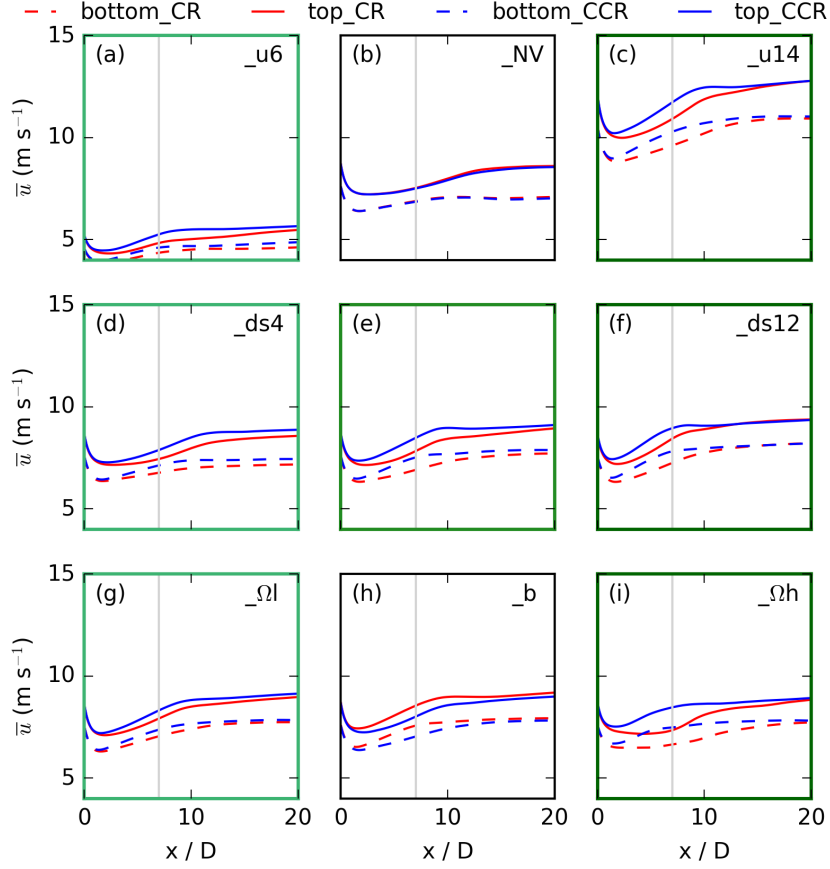 bottom_CR top_CR bottom_CCR top_CCR
15 (a) _u6 (b) _NV (c) _u14
10
5
u̅ (m s⁻¹)
15 (d) _ds4 (e) (f) _ds12
10
5
u̅ (m s⁻¹)
15 (g) _Ωl (h) _b (i) _Ωh
10
5
u̅ (m s⁻¹)
0 10 20 0 10 20 0 10 20
x / D x / D x / D